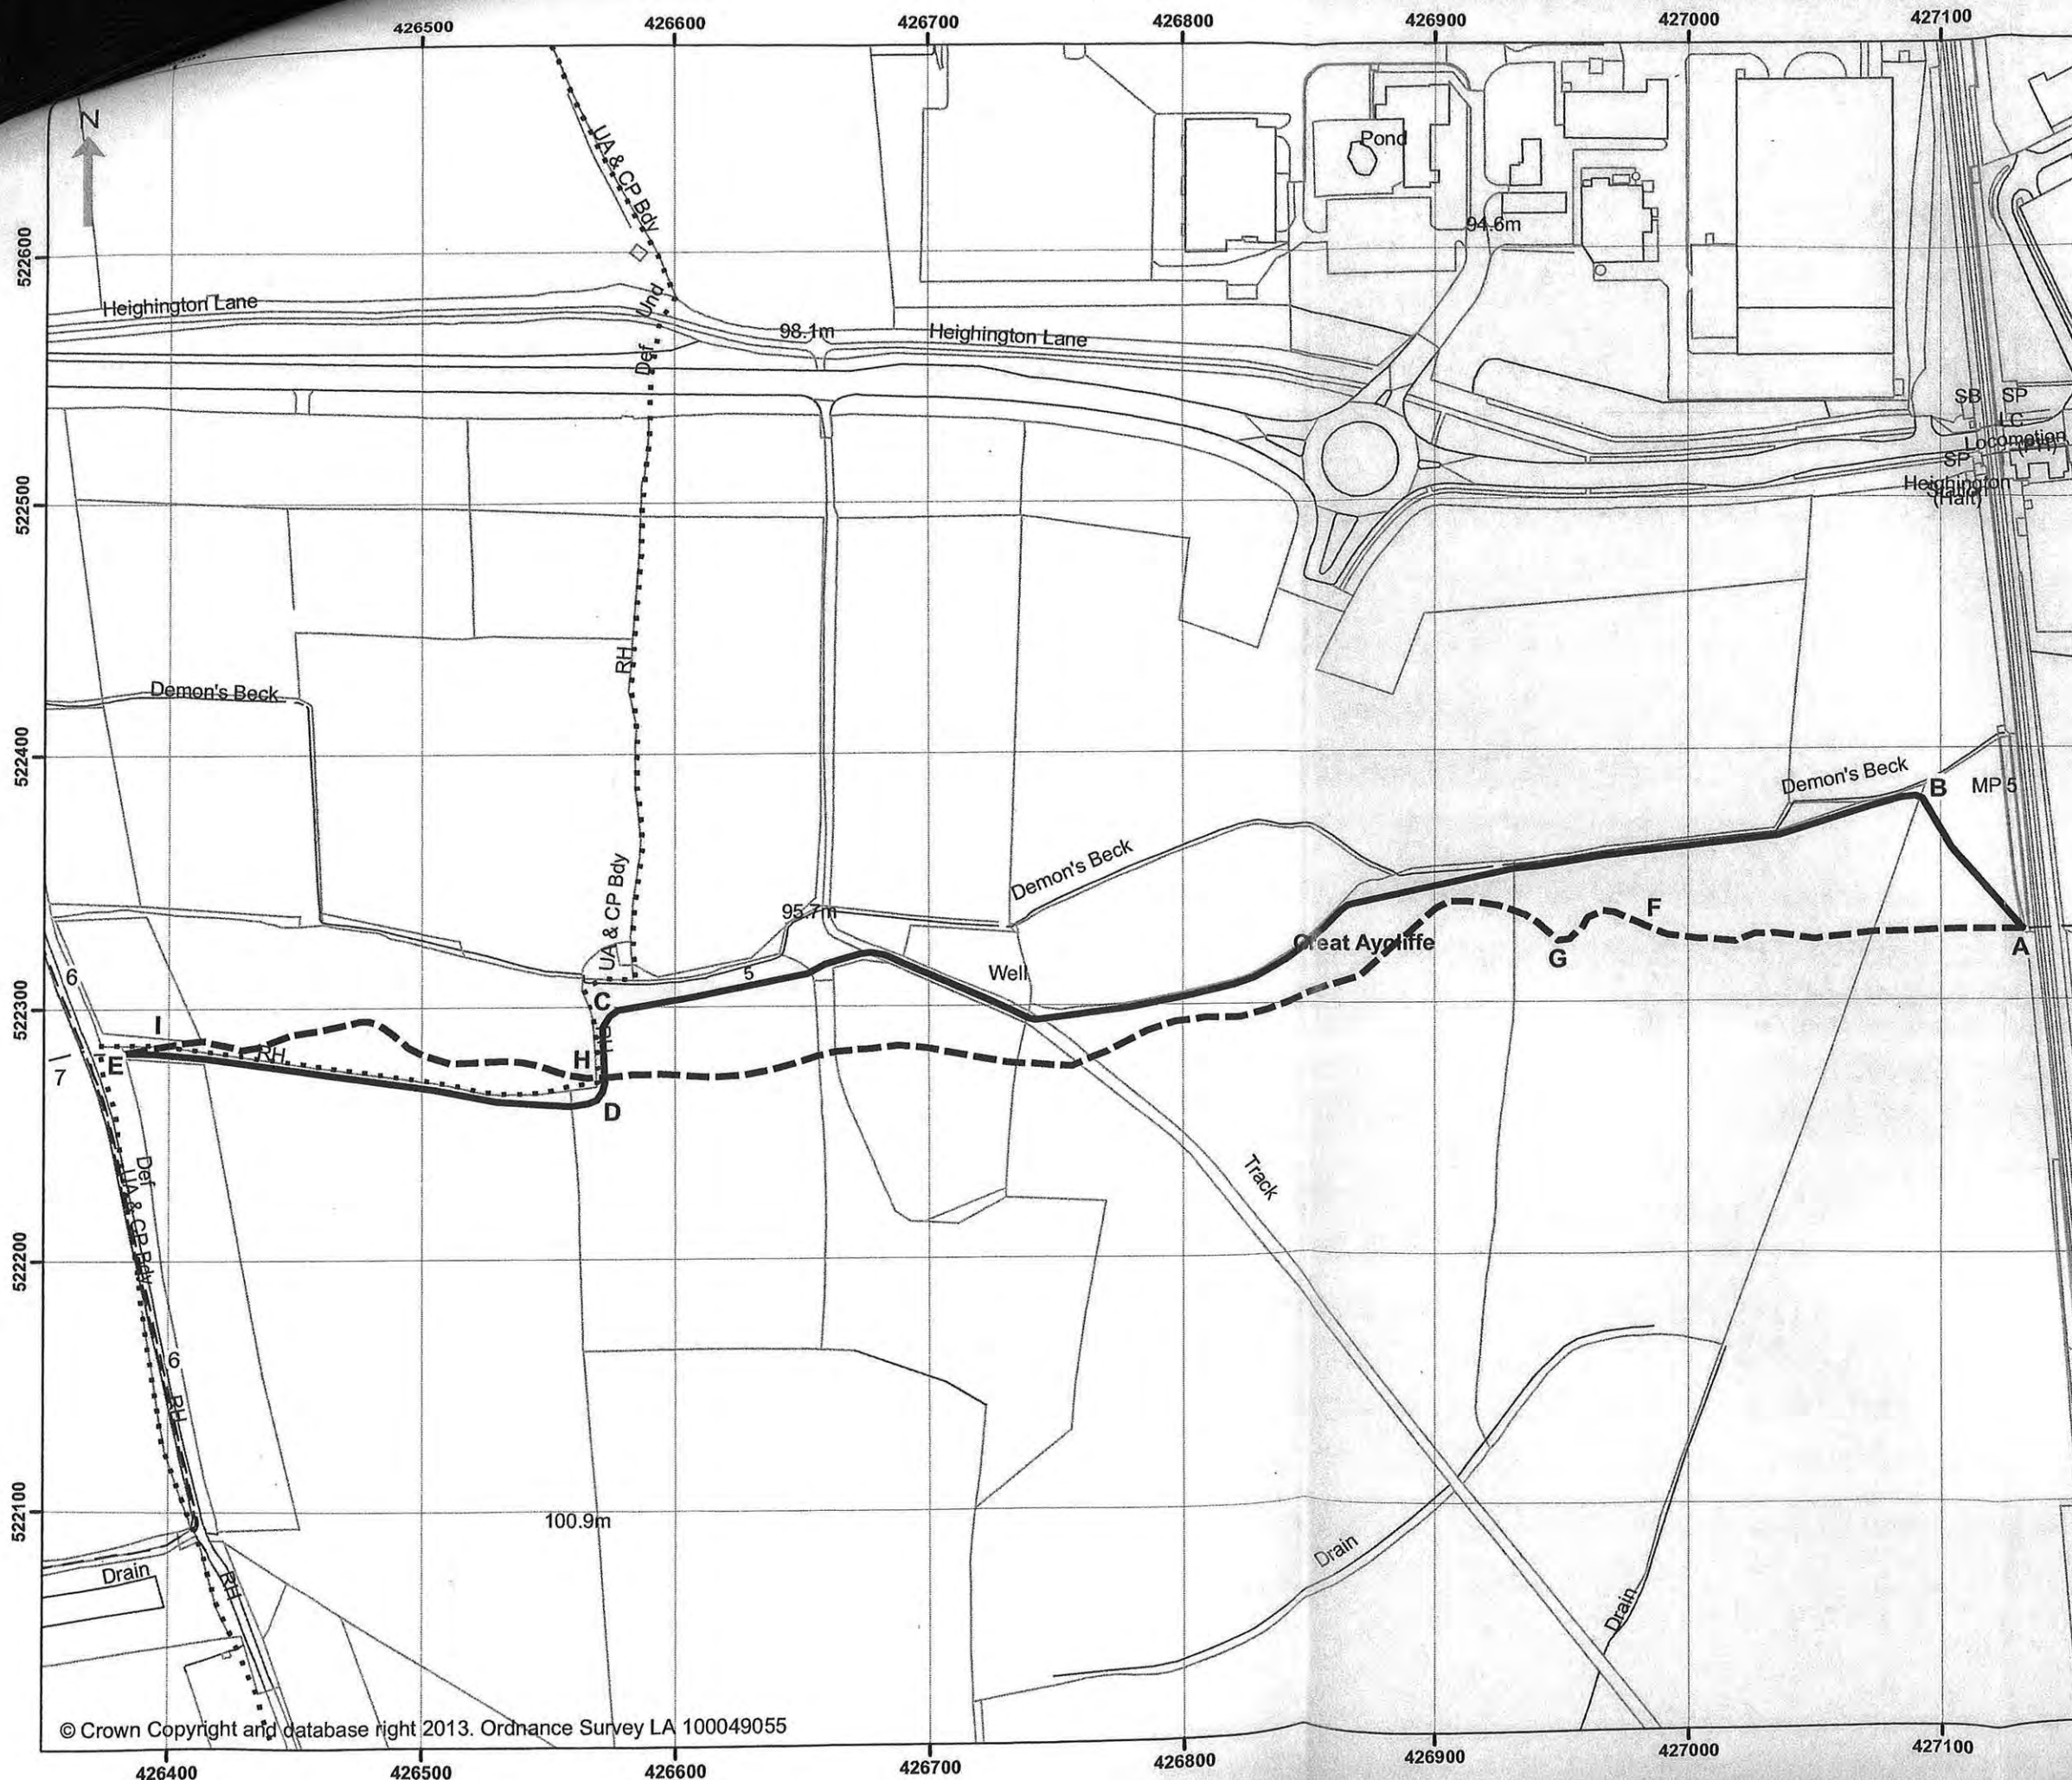 426500
426600
426700
426800
426900
427000
427100
N
UA & CP Bdy
Pond
94.6m
522600
Heighington Lane
Und
98.1m
Heighington Lane
Def
SB
SP
LC
Locomotion
(PH)
SP
Heighington
Station
(Halt)
522500
RH
Demon's Beck
522400
Demon's Beck
B
MP 5
Demon's Beck
UA & CP Bdy
95.7m
F
Great Aycliffe
A
G
5
Well
6
C
522300
I
RH
H
RH
E
7
D
Def
UA & CP Bdy
Track
522200
6
RH
522100
100.9m
Drain
Drain
RH
Drain
© Crown Copyright and database right 2013. Ordnance Survey LA 100049055
426400
426500
426600
426700
426800
426900
427000
427100